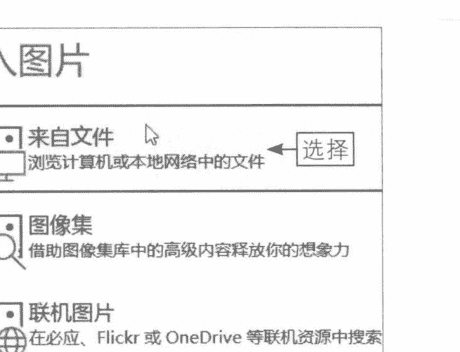 入图片
来自文件
浏览计算机或本地网络中的文件
选择
图像集
借助图像集库中的高级内容释放你的想象力
联机图片
在必应、Flickr 或 OneDrive 等联机资源中搜索